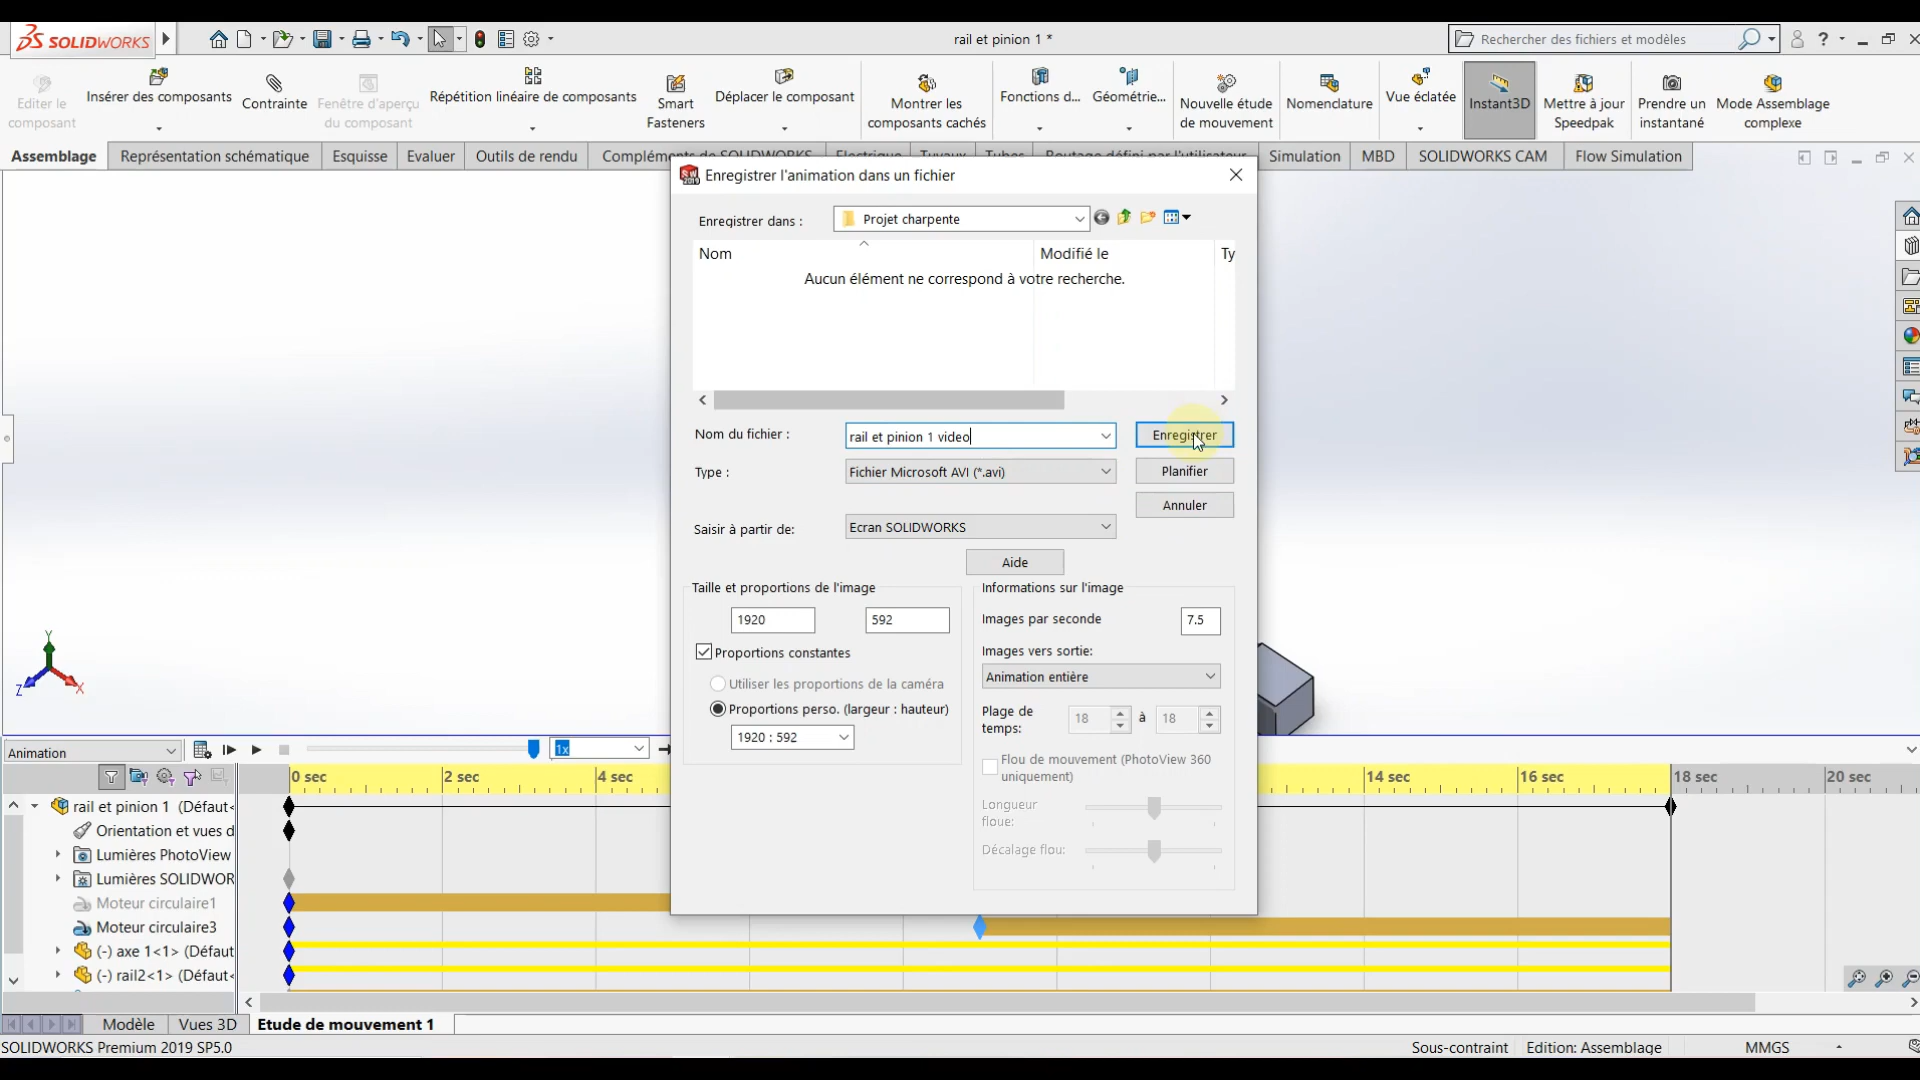 SOLIDWORKS
rail et pinion 1 *
Rechercher des fichiers et modèles
Editer le composant
Insérer des composants
Contrainte
Fenêtre d'aperçu du composant
Répétition linéaire de composants
Smart Fasteners
Déplacer le composant
Montrer les composants cachés
Fonctions d...
Géométrie...
Nouvelle étude de mouvement
Nomenclature
Vue éclatée
Instant3D
Mettre à jour Speedpak
Prendre un instantané
Mode Assemblage complexe
Assemblage
Représentation schématique
Esquisse
Evaluer
Outils de rendu
Compléments de SOLIDWORKS
Electrique
Tuyaux
Tubes
Routage défini par l'utilisateur
Simulation
MBD
SOLIDWORKS CAM
Flow Simulation
Enregistrer l'animation dans un fichier
Enregistrer dans :
Projet charpente
Nom
Modifié le
Ty
Aucun élément ne correspond à votre recherche.
Nom du fichier :
rail et pinion 1 video
Enregistrer
Type :
Fichier Microsoft AVI (*.avi)
Planifier
Annuler
Saisir à partir de:
Ecran SOLIDWORKS
Aide
Taille et proportions de l'image
1920
592
Proportions constantes
Utiliser les proportions de la caméra
Proportions perso. (largeur : hauteur)
1920 : 592
Informations sur l'image
Images par seconde
7.5
Images vers sortie:
Animation entière
Plage de temps:
18
à
18
Flou de mouvement (PhotoView 360 uniquement)
Longueur floue:
Décalage flou:
Y
Z
X
Animation
1x
0 sec
2 sec
4 sec
14 sec
16 sec
18 sec
20 sec
rail et pinion 1 (Défaut<
Orientation et vues d
Lumières PhotoView
Lumières SOLIDWOR
Moteur circulaire1
Moteur circulaire3
(-) axe 1<1> (Défaut
(-) rail2<1> (Défaut<
Modèle
Vues 3D
Etude de mouvement 1
SOLIDWORKS Premium 2019 SP5.0
Sous-contraint
Edition: Assemblage
MMGS